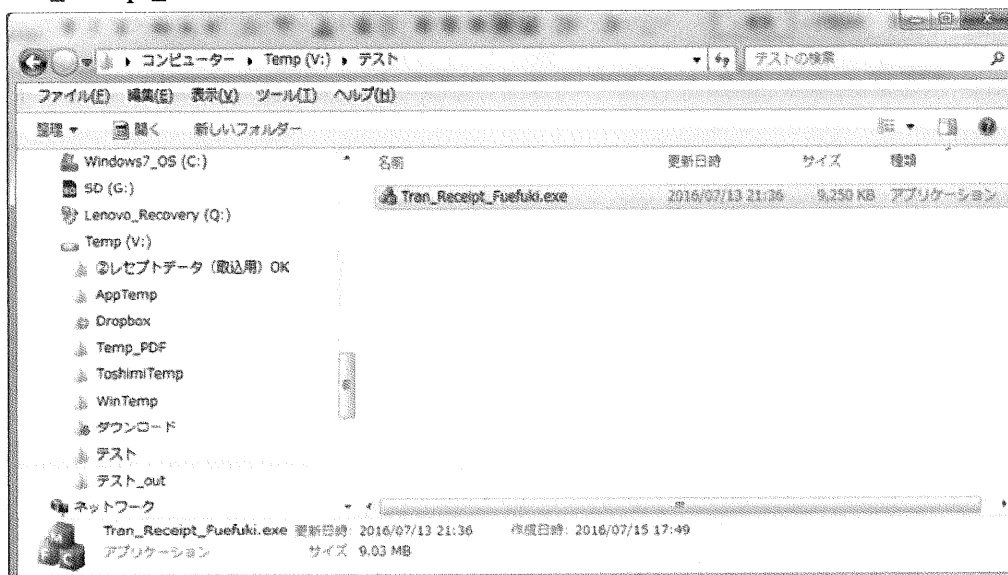 コンピューター ▸ Temp (V:) ▸ テスト
テストの検索
ファイル(F) 編集(E) 表示(V) ツール(T) ヘルプ(H)
整理 ▼ 開く 新しいフォルダー
Windows7_OS (C:)
名前 更新日時 サイズ 種類
SD (G:)
Tran_Receipt_Fuefuki.exe 2016/07/13 21:36 9,250 KB アプリケーション
Lenovo_Recovery (Q:)
Temp (V:)
②レセプトデータ(取込用)OK
AppTemp
Dropbox
Temp_PDF
ToshimiTemp
WinTemp
ダウンロード
テスト
テスト_out
ネットワーク
Tran_Receipt_Fuefuki.exe 更新日時: 2016/07/13 21:36 作成日時: 2016/07/15 17:49
アプリケーション サイズ: 9.03 MB